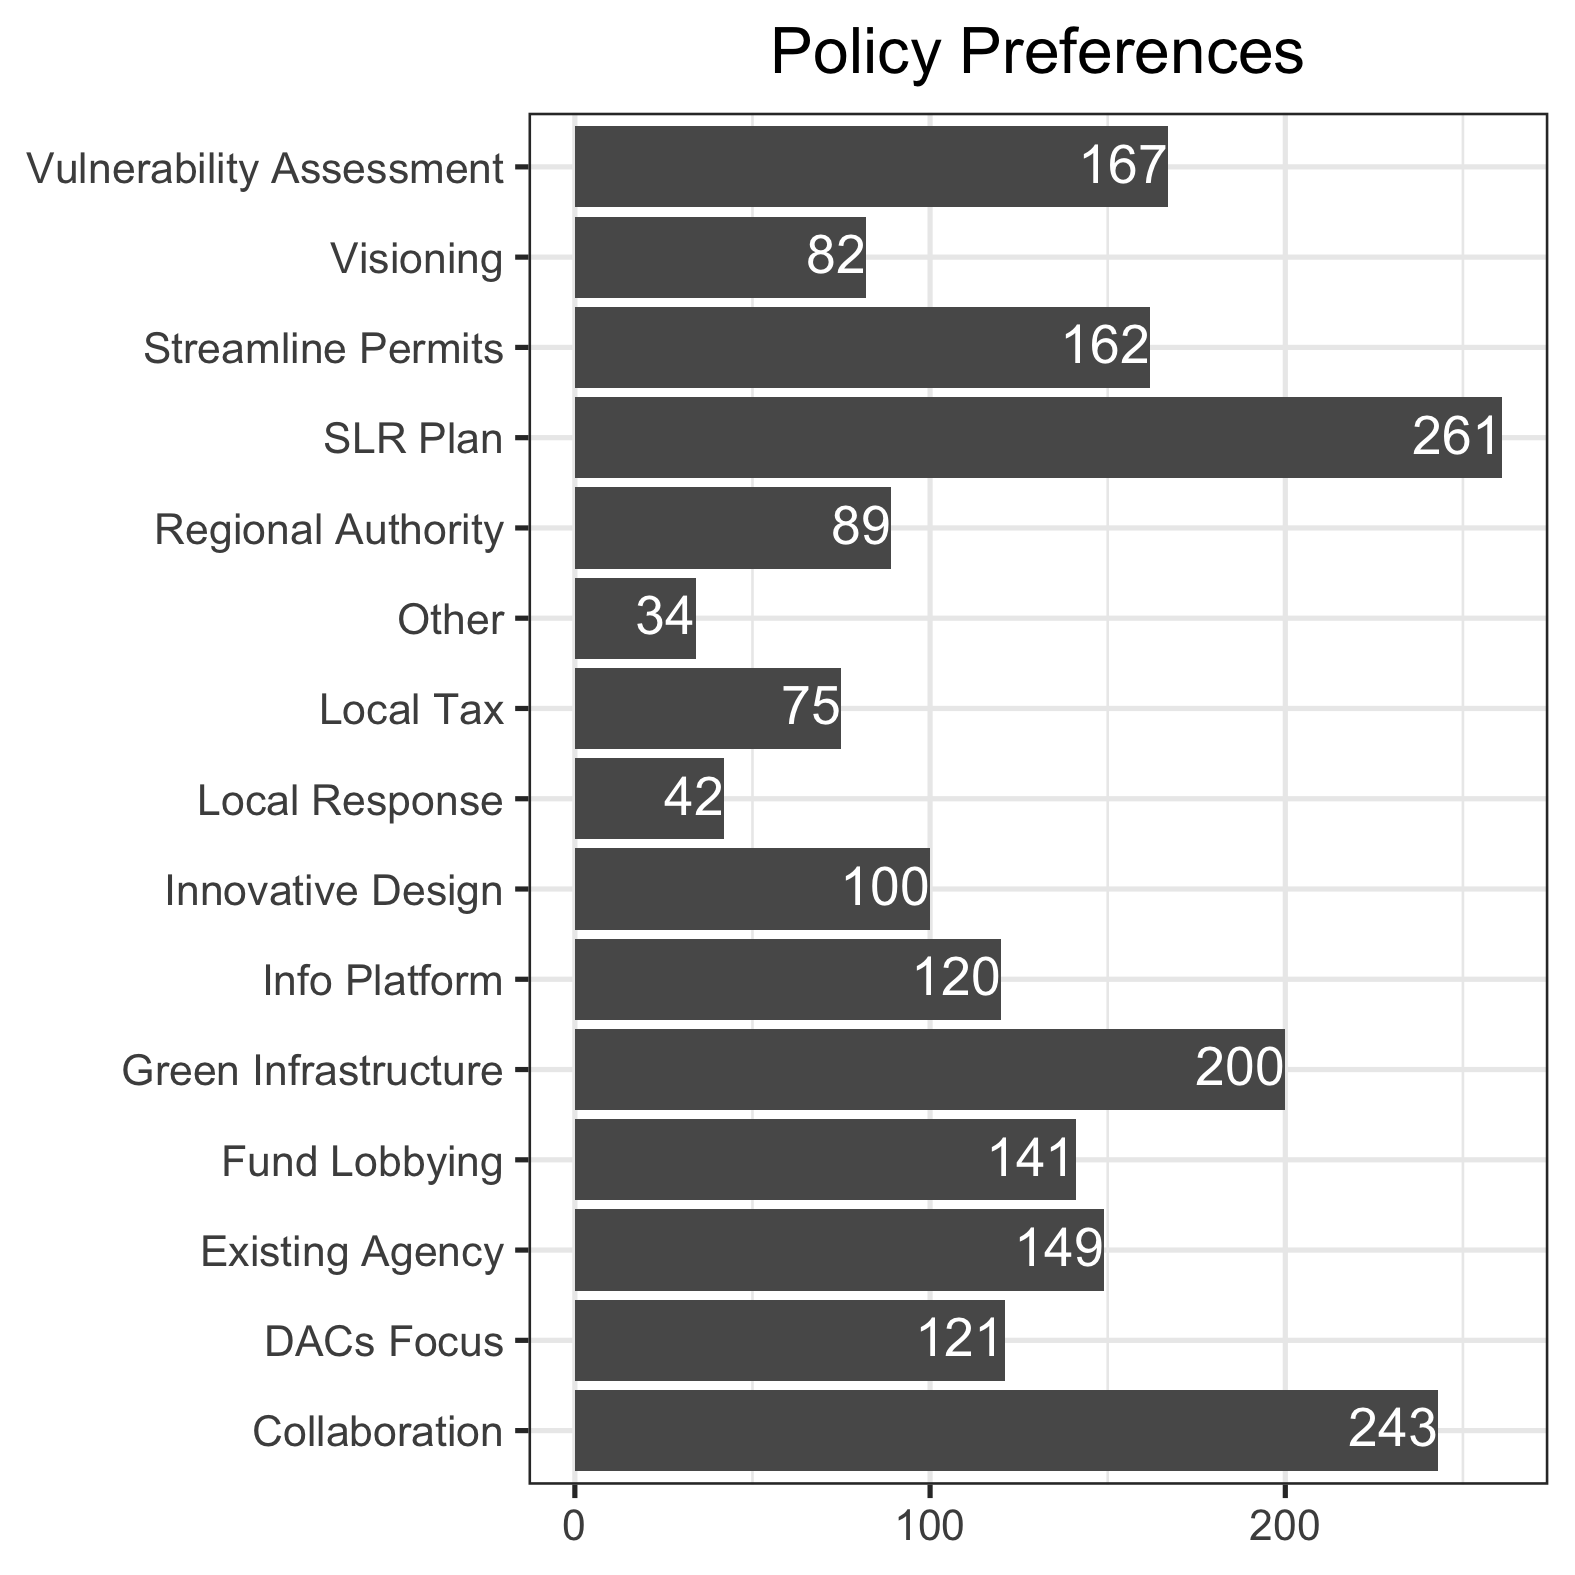 Policy Preferences
Vulnerability Assessment 167
Visioning 82
Streamline Permits 162
SLR Plan 261
Regional Authority 89
Other 34
Local Tax 75
Local Response 42
Innovative Design 100
Info Platform 120
Green Infrastructure 200
Fund Lobbying 141
Existing Agency 149
DACs Focus 121
Collaboration 243
0 100 200